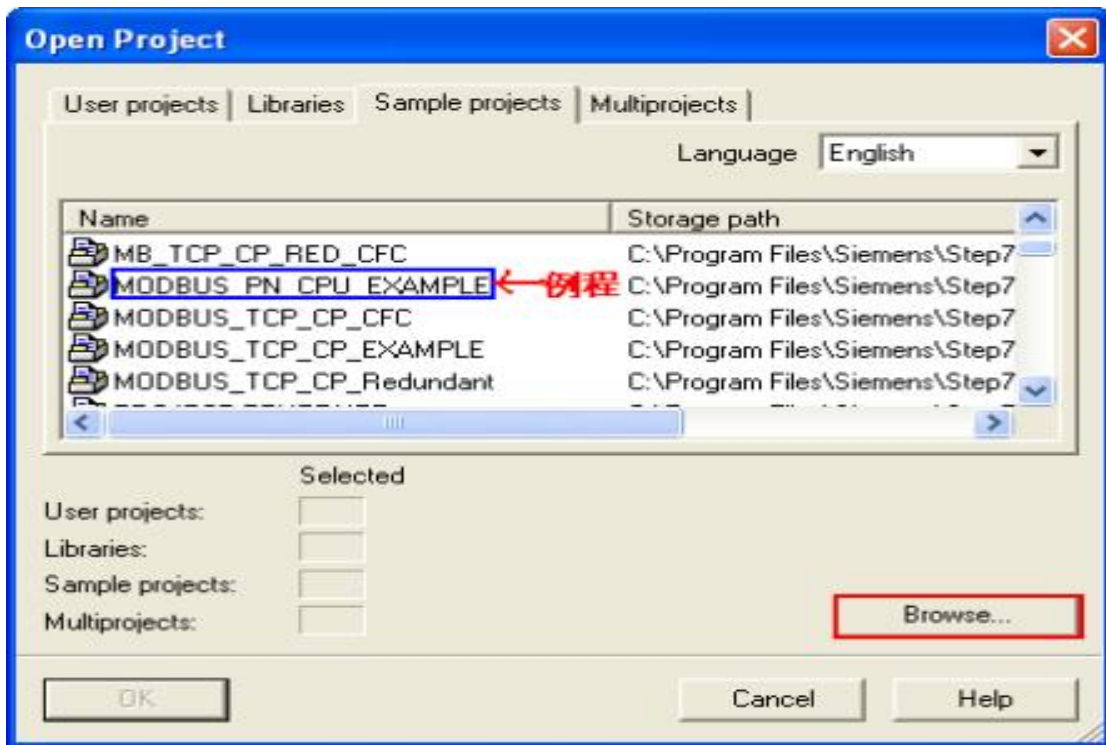 Open Project
User projects Libraries Sample projects Multiprojects
Language English
Name Storage path
MB_TCP_CP_RED_CFC C:\Program Files\Siemens\Step7
MODBUS_PN_CPU_EXAMPLE 例程 C:\Program Files\Siemens\Step7
MODBUS_TCP_CP_CFC C:\Program Files\Siemens\Step7
MODBUS_TCP_CP_EXAMPLE C:\Program Files\Siemens\Step7
MODBUS_TCP_CP_Redundant C:\Program Files\Siemens\Step7
Selected
User projects:
Libraries:
Sample projects:
Multiprojects:
Browse...
OK Cancel Help